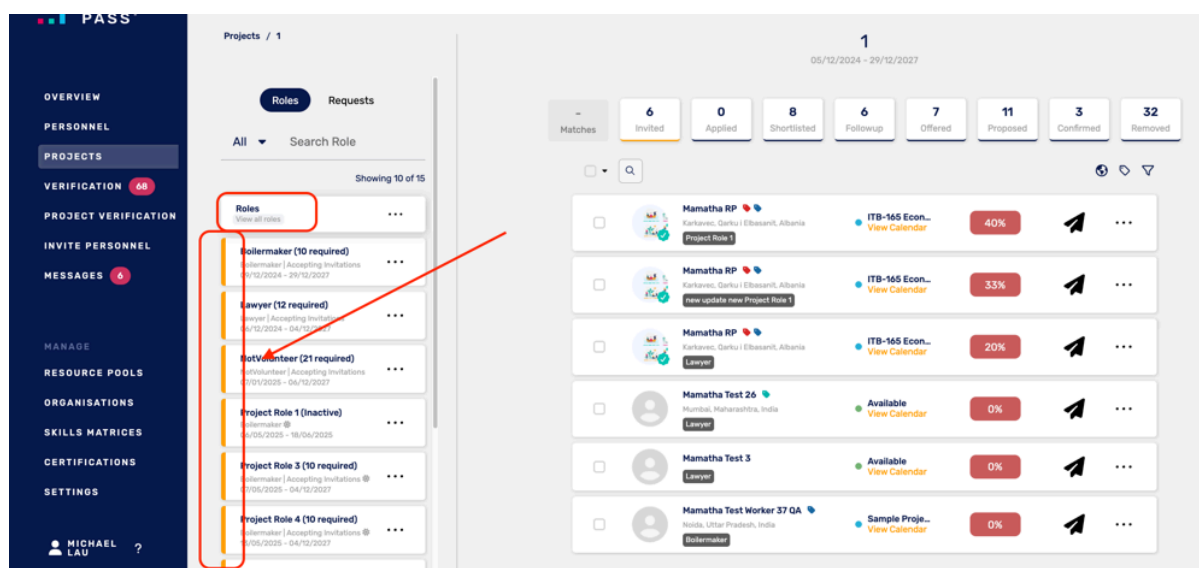 PASS
OVERVIEW
PERSONNEL
PROJECTS
VERIFICATION 68
PROJECT VERIFICATION
INVITE PERSONNEL
MESSAGES 6
MANAGE
RESOURCE POOLS
ORGANISATIONS
SKILLS MATRICES
CERTIFICATIONS
SETTINGS
MICHAEL
LAU ?
Projects / 1
Roles Requests
All Search Role
Showing 10 of 15
Roles
View all roles
Boilermaker (10 required)
Boilermaker | Accepting Invitations
09/12/2024 - 29/12/2027
Lawyer (12 required)
Lawyer | Accepting Invitations
06/12/2024 - 04/12/2027
NotVolunteer (21 required)
NotVolunteer | Accepting Invitations
07/01/2025 - 06/12/2027
Project Role 1 (Inactive)
Boilermaker
06/05/2025 - 18/06/2025
Project Role 3 (10 required)
Boilermaker | Accepting Invitations
07/05/2025 - 04/12/2027
Project Role 4 (10 required)
Boilermaker | Accepting Invitations
/05/2025 - 04/12/2027
1
05/12/2024 - 29/12/2027
- Matches
6 Invited
0 Applied
8 Shortlisted
6 Followup
7 Offered
11 Proposed
3 Confirmed
32 Removed
Mamatha RP
Karkavec, Qarku i Elbasanit, Albania
Project Role 1
ITB-165 Econ...
View Calendar
40%
Mamatha RP
Karkavec, Qarku i Elbasanit, Albania
new update new Project Role 1
ITB-165 Econ...
View Calendar
33%
Mamatha RP
Karkavec, Qarku i Elbasanit, Albania
Lawyer
ITB-165 Econ...
View Calendar
20%
Mamatha Test 26
Mumbai, Maharashtra, India
Lawyer
Available
View Calendar
0%
Mamatha Test 3
Lawyer
Available
View Calendar
0%
Mamatha Test Worker 37 QA
Noida, Uttar Pradesh, India
Boilermaker
Sample Proje...
View Calendar
0%